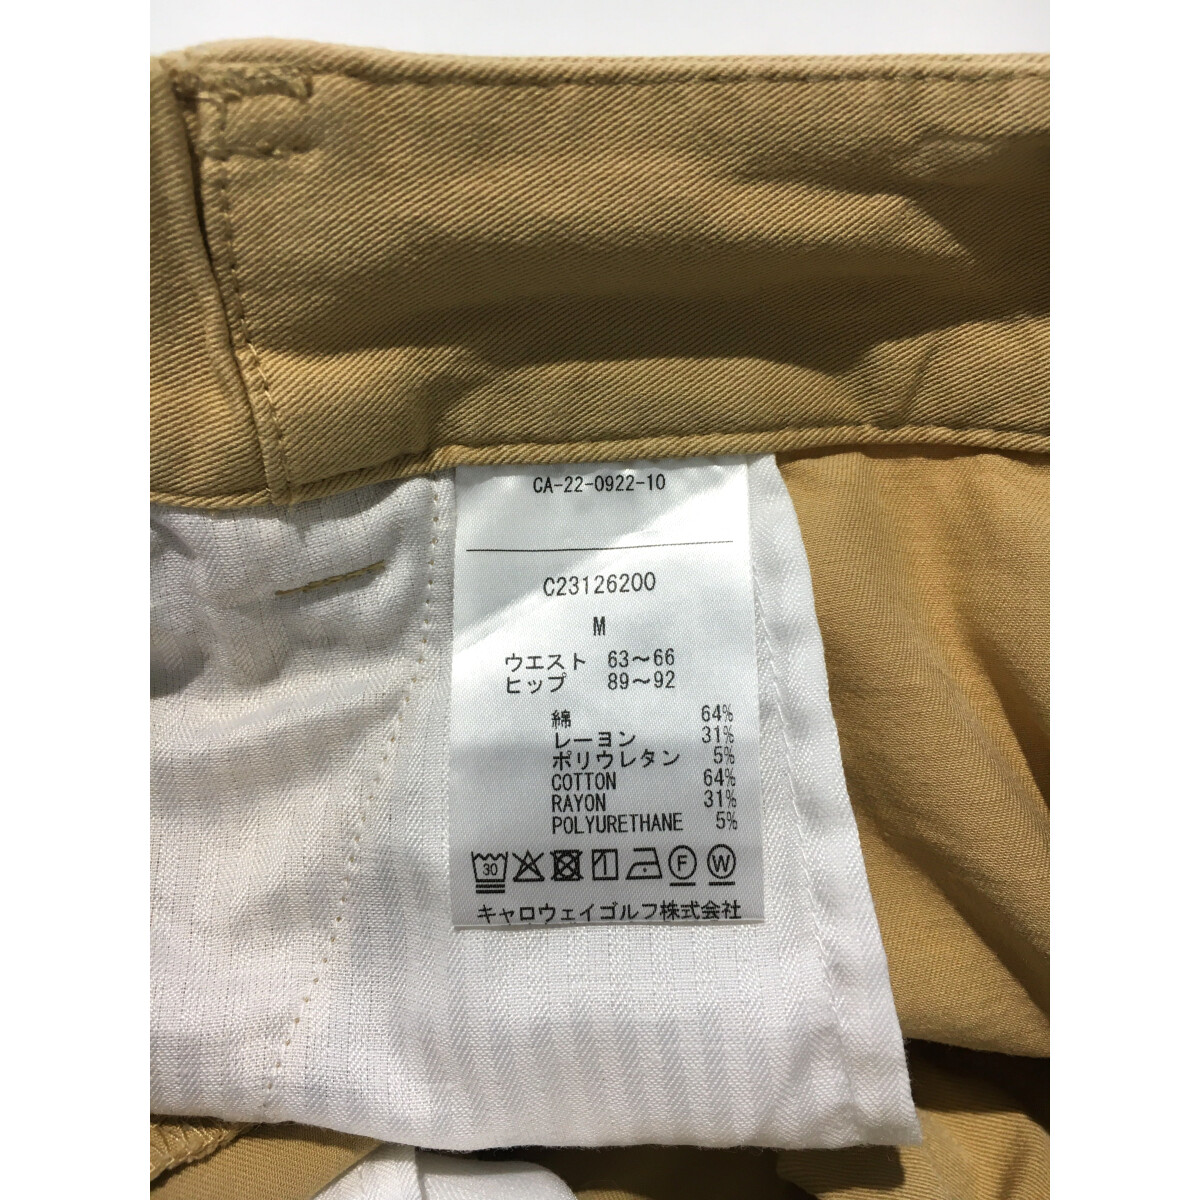 CA-22-0922-10
C23126200
M
ウエスト 63～66
ヒップ 89～92
綿 64%
レーヨン 31%
ポリウレタン 5%
COTTON 64%
RAYON 31%
POLYURETHANE 5%
30 F W
キャロウェイゴルフ株式会社